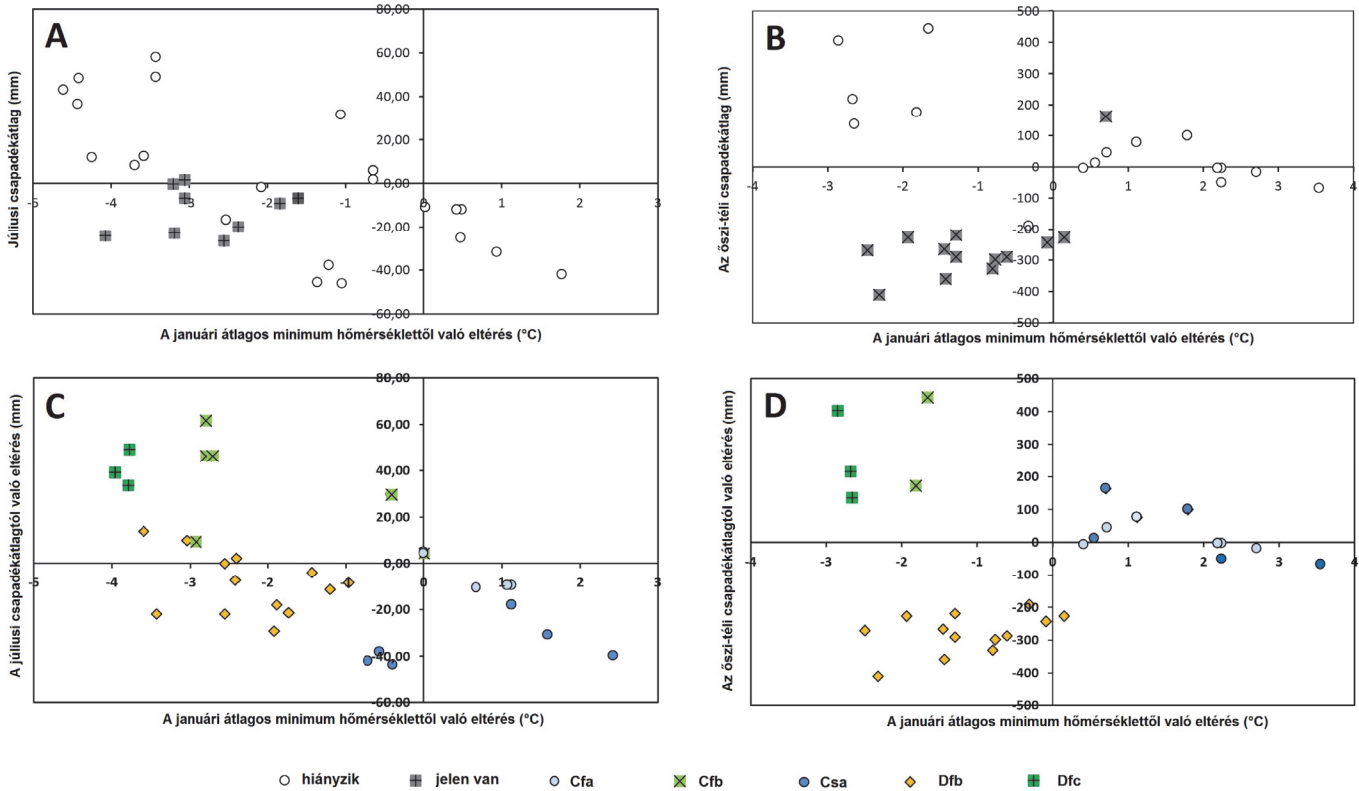 A
80,00
60,00
40,00
20,00
0,00
-20,00
-40,00
-60,00
-5 -4 -3 -2 -1 0 1 2 3
Júliusi csapadékátlag (mm)
A januári átlagos minimum hőmérséklettől való eltérés (°C)
B
500
400
300
200
100
0
-100
-200
-300
-400
-500
-4 -3 -2 -1 0 1 2 3 4
Az őszi-téli csapadékátlag (mm)
A januári átlagos minimum hőmérséklettől való eltérés (°C)
C
80,00
60,00
40,00
20,00
0,00
-20,00
-40,00
-60,00
-5 -4 -3 -2 -1 0 1 2 3
A júliusi csapadékátlagtól való eltérés (mm)
A januári átlagos minimum hőmérséklettől való eltérés (°C)
D
500
400
300
200
100
0
-100
-200
-300
-400
-500
-4 -3 -2 -1 0 1 2 3 4
Az őszi-téli csapadékátlagtól való eltérés (mm)
A januári átlagos minimum hőmérséklettől való eltérés (°C)
hiányzik jelen van Cfa Cfb Csa Dfb Dfc